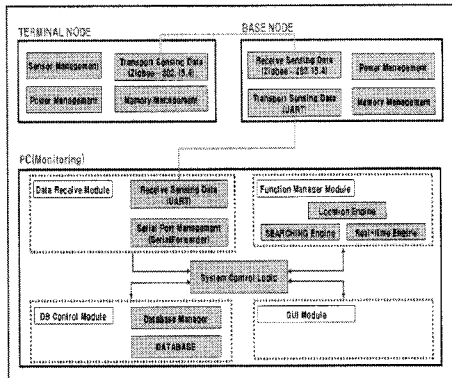 TERMINAL NODE
BASE NODE
Sensor Management
Transport Sensing Data
(Zigbee - 802.15.4)
Power Management
Memory Management
Receive Sensing Data
(Zigbee - 802.15.4)
Power Management
Transport Sensing Data
(UART)
Memory Management
PC(Monitoring)
Data Receive Module
Receive Sensing Data
(UART)
Serial Port Management
(SerialForwarder)
Function Manager Module
Location Engine
SEARCHING Engine
Real-time Engine
System Control Logic
DB Control Module
Database Manager
DATABASE
GUI Module